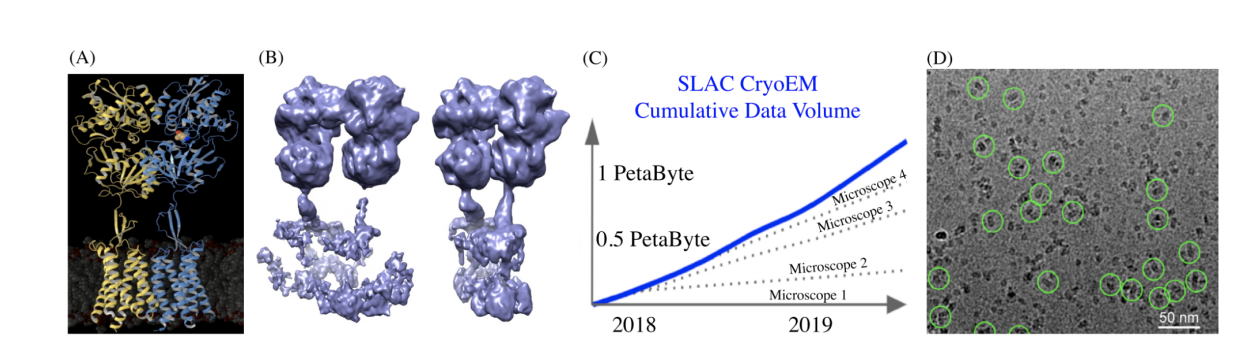 (A)
(B)
(C)
SLAC CryoEM
Cumulative Data Volume
1 PetaByte
0.5 PetaByte
Microscope 4
Microscope 3
Microscope 2
Microscope 1
2018
2019
(D)
50 nm